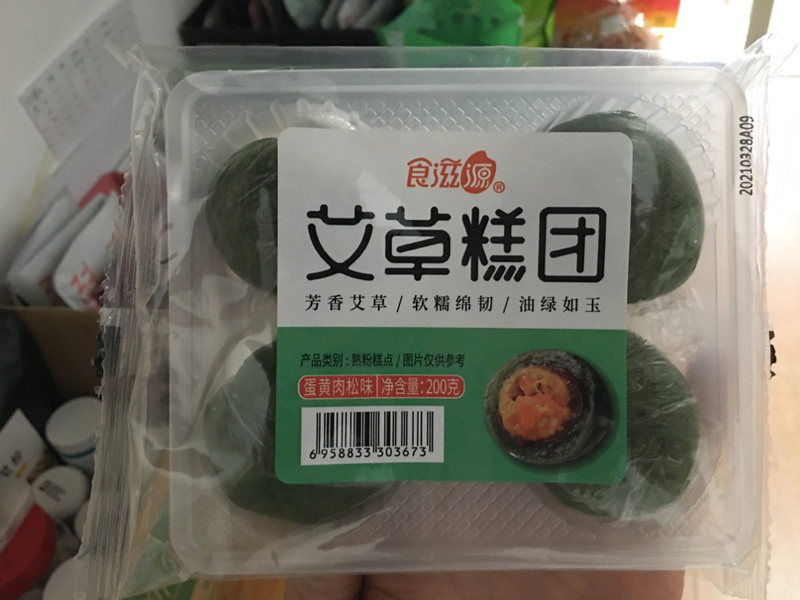 食滋源®
艾草糕团
芳香艾草/软糯绵韧/油绿如玉
产品类别:熟粉糕点/图片仅供参考
蛋黄肉松味 净含量:200克
6 958833 303673
20210328A09